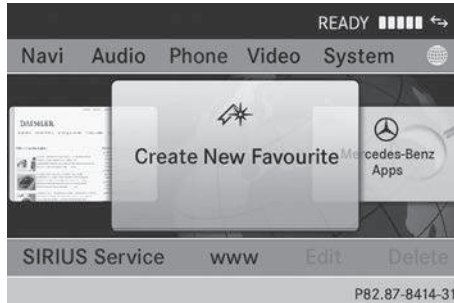 READY
Navi Audio Phone Video System
DAIMLER
Create New Favourite
Mercedes-Benz
Apps
SIRIUS Service www Edit Delete
P82.87-8414-31